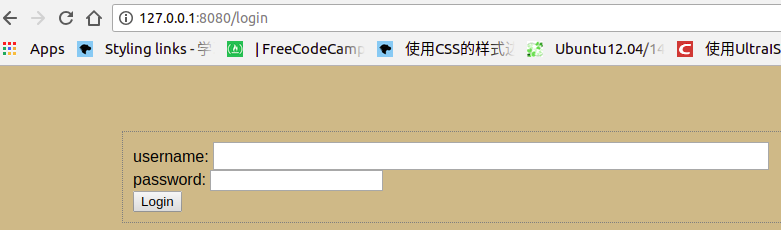 127.0.0.1:8080/login
Apps Styling links - 学 | FreeCodeCamp 使用CSS的样式 Ubuntu12.04/14 使用UltraIS
username:
password:
Login